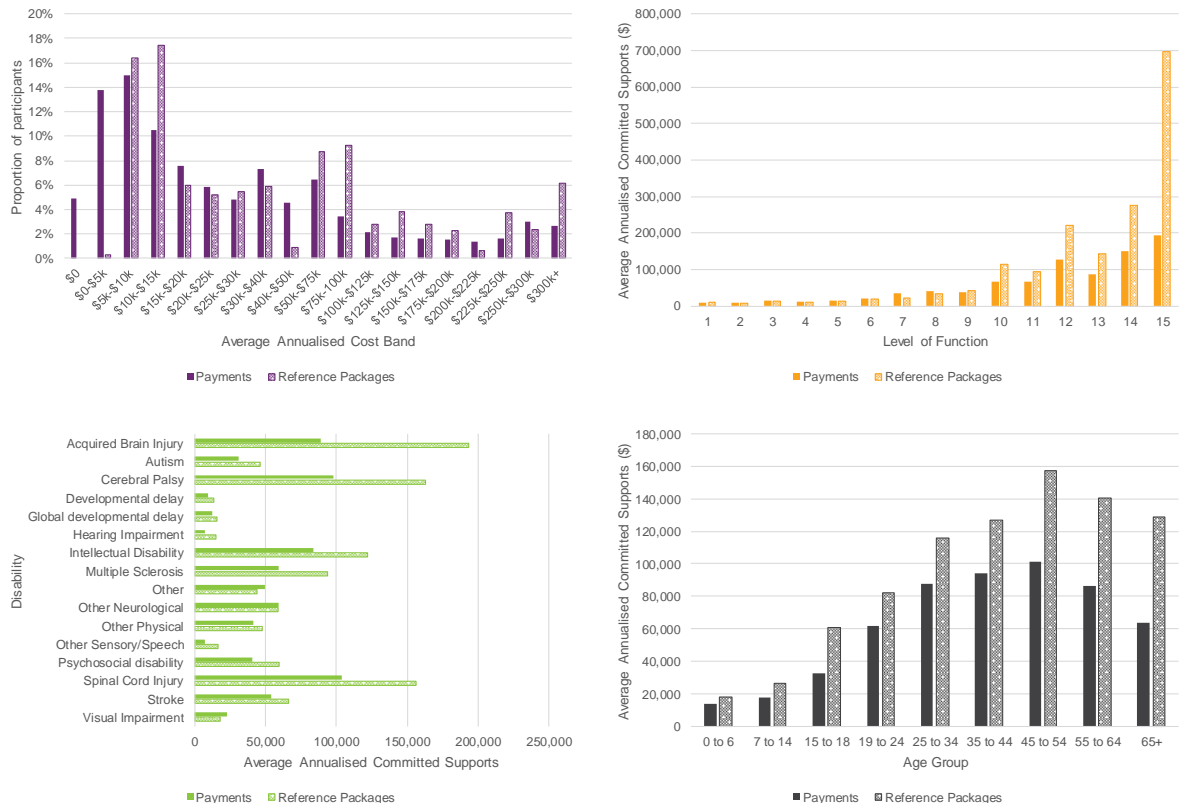 20%
18%
16%
14%
12%
10%
8%
6%
4%
2%
0%
Proportion of participants
$0
$0-$5k
$5k-$10k
$10k-$15k
$15k-$20k
$20k-$25k
$25k-$30k
$30k-$40k
$40k-$50k
$50k-$75k
$75k-100k
$100k-$125k
$125k-$150k
$150k-$175k
$175k-$200k
$200k-$225k
$225k-$250k
$250k-$300k
$300k+
Average Annualised Cost Band
Payments Reference Packages
800,000
700,000
600,000
500,000
400,000
300,000
200,000
100,000
0
Average Annualised Committed Supports ($)
1 2 3 4 5 6 7 8 9 10 11 12 13 14 15
Level of Function
Payments Reference Packages
Disability
Acquired Brain Injury
Autism
Cerebral Palsy
Developmental delay
Global developmental delay
Hearing Impairment
Intellectual Disability
Multiple Sclerosis
Other
Other Neurological
Other Physical
Other Sensory/Speech
Psychosocial disability
Spinal Cord Injury
Stroke
Visual Impairment
0 50,000 100,000 150,000 200,000 250,000
Average Annualised Committed Supports
Payments Reference Packages
180,000
160,000
140,000
120,000
100,000
80,000
60,000
40,000
20,000
0
Average Annualised Committed Supports ($)
0 to 6 7 to 14 15 to 18 19 to 24 25 to 34 35 to 44 45 to 54 55 to 64 65+
Age Group
Payments Reference Packages